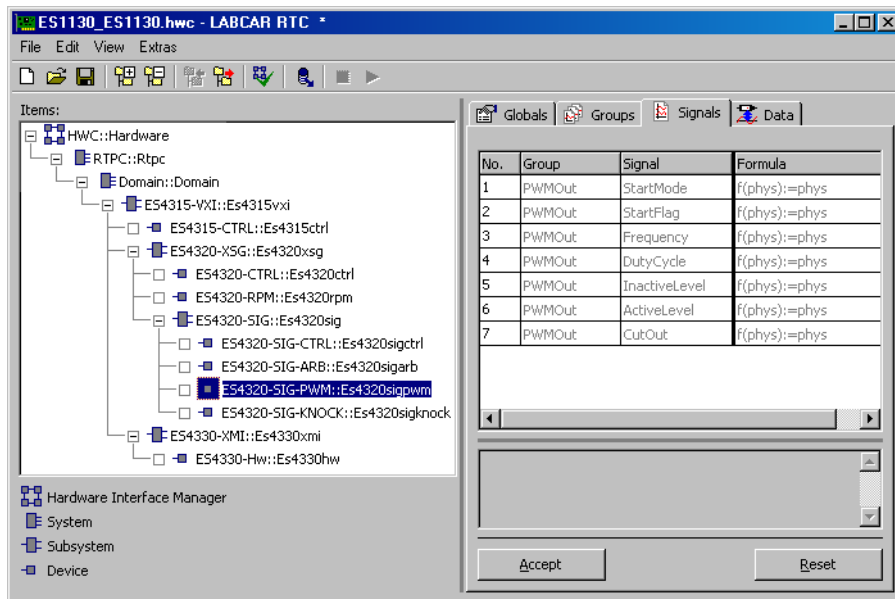 ES1130_ES1130.hwc - LABCAR RTC *
File Edit View Extras
Items:
HWC::Hardware
RTPC::Rtpc
Domain::Domain
ES4315-VXI::Es4315vxi
ES4315-CTRL::Es4315ctrl
ES4320-XSG::Es4320xsg
ES4320-CTRL::Es4320ctrl
ES4320-RPM::Es4320rpm
ES4320-SIG::Es4320sig
ES4320-SIG-CTRL::Es4320sigctrl
ES4320-SIG-ARB::Es4320sigarb
ES4320-SIG-PWM::Es4320sigpwm
ES4320-SIG-KNOCK::Es4320sigknock
ES4330-XMI::Es4330xmi
ES4330-Hw::Es4330hw
Hardware Interface Manager
System
Subsystem
Device
Globals Groups Signals Data
No. Group Signal Formula
1 PWMOut StartMode f(phys):=phys
2 PWMOut StartFlag f(phys):=phys
3 PWMOut Frequency f(phys):=phys
4 PWMOut DutyCycle f(phys):=phys
5 PWMOut InactiveLevel f(phys):=phys
6 PWMOut ActiveLevel f(phys):=phys
7 PWMOut CutOut f(phys):=phys
Accept Reset